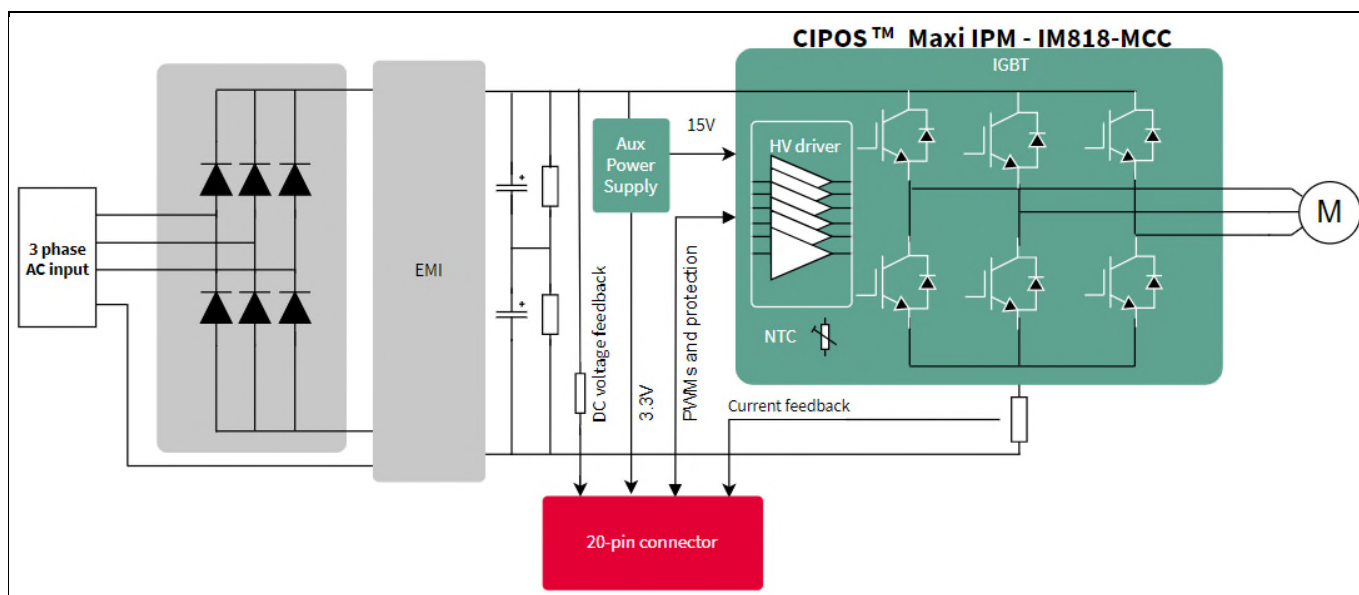 CIPOS™ Maxi IPM - IM818-MCC
IGBT
15V
HV driver
Aux
Power
Supply
3 phase
AC input
EMI
M
NTC
DC voltage feedback
3.3V
PWMs and protection
Current feedback
20-pin connector
+
+